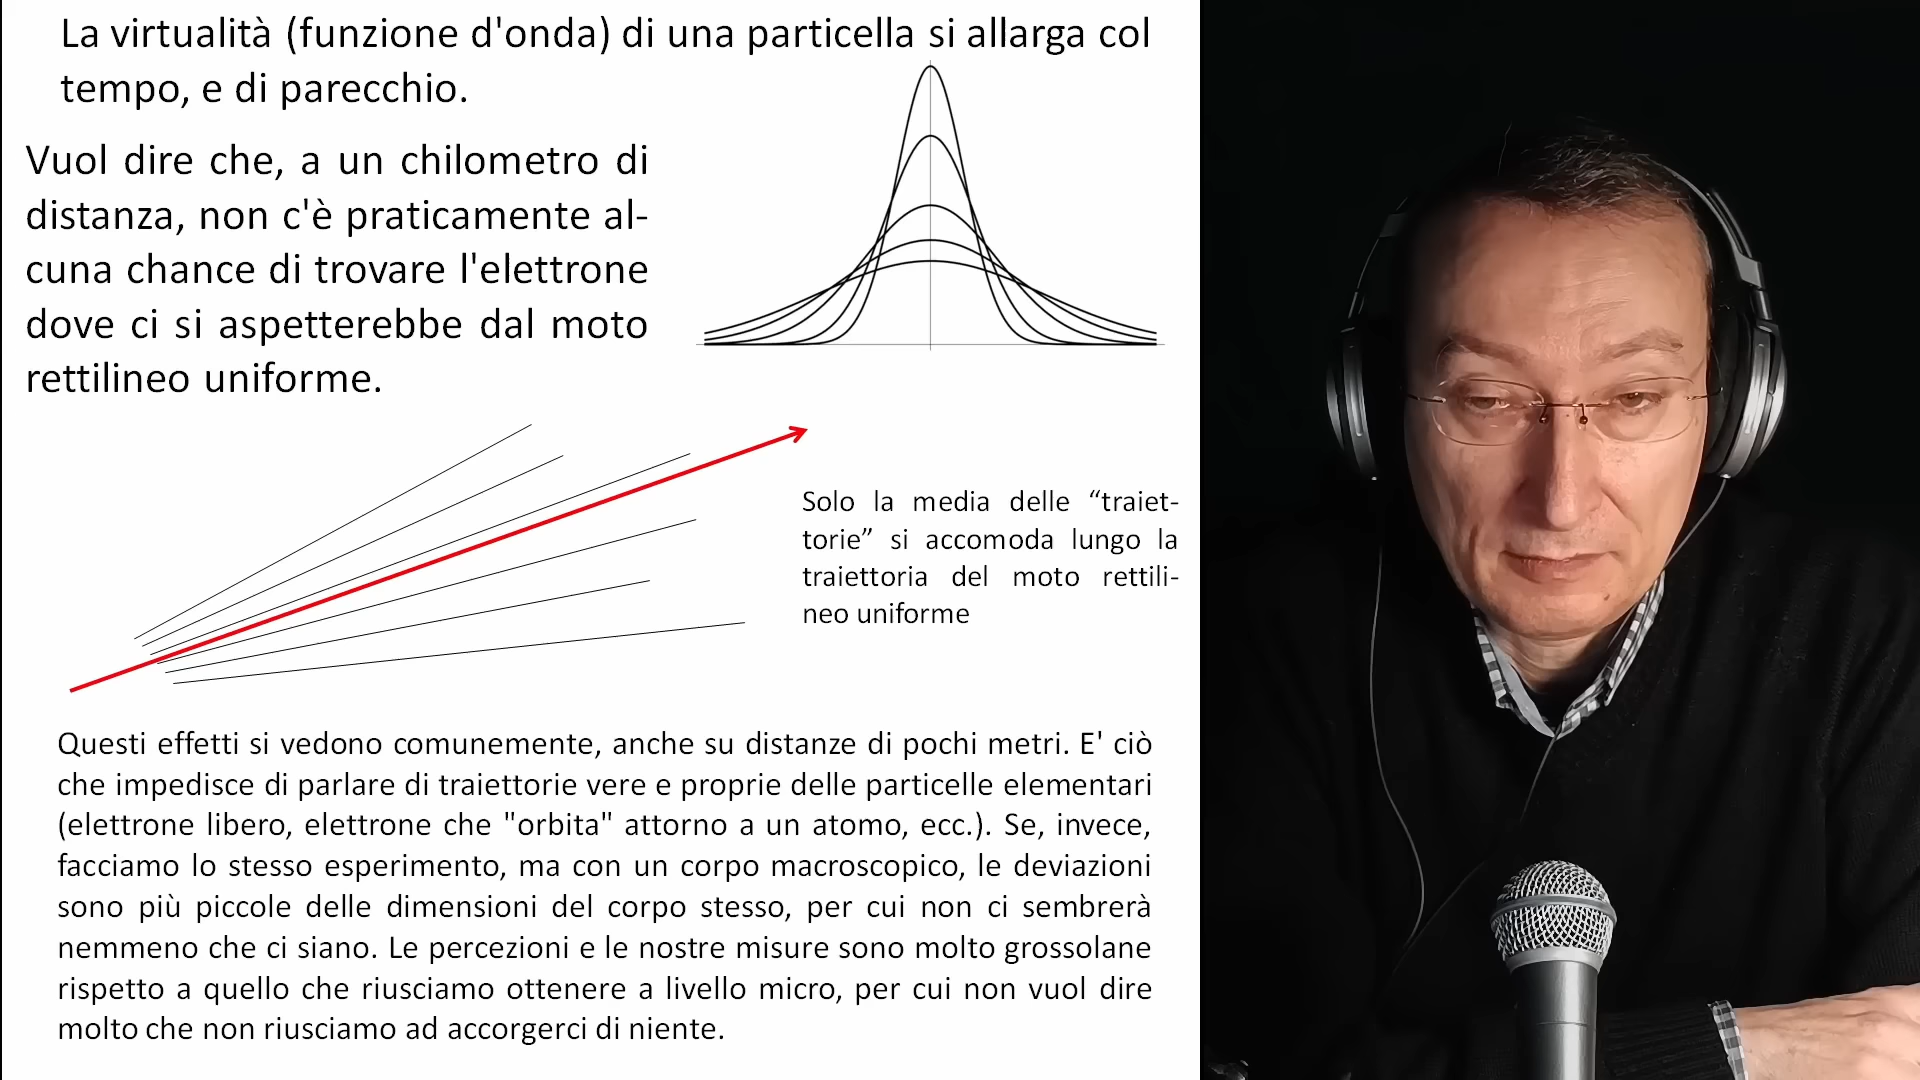 La virtualità (funzione d'onda) di una particella si allarga col
tempo, e di parecchio.
Vuol dire che, a un chilometro di
distanza, non c'è praticamente al-
cuna chance di trovare l'elettrone
dove ci si aspetterebbe dal moto
rettilineo uniforme.
Solo la media delle “traiet-
torie” si accomoda lungo la
traiettoria del moto rettili-
neo uniforme
Questi effetti si vedono comunemente, anche su distanze di pochi metri. E' ciò
che impedisce di parlare di traiettorie vere e proprie delle particelle elementari
(elettrone libero, elettrone che "orbita" attorno a un atomo, ecc.). Se, invece,
facciamo lo stesso esperimento, ma con un corpo macroscopico, le deviazioni
sono più piccole delle dimensioni del corpo stesso, per cui non ci sembrerà
nemmeno che ci siano. Le percezioni e le nostre misure sono molto grossolane
rispetto a quello che riusciamo ottenere a livello micro, per cui non vuol dire
molto che non riusciamo ad accorgerci di niente.